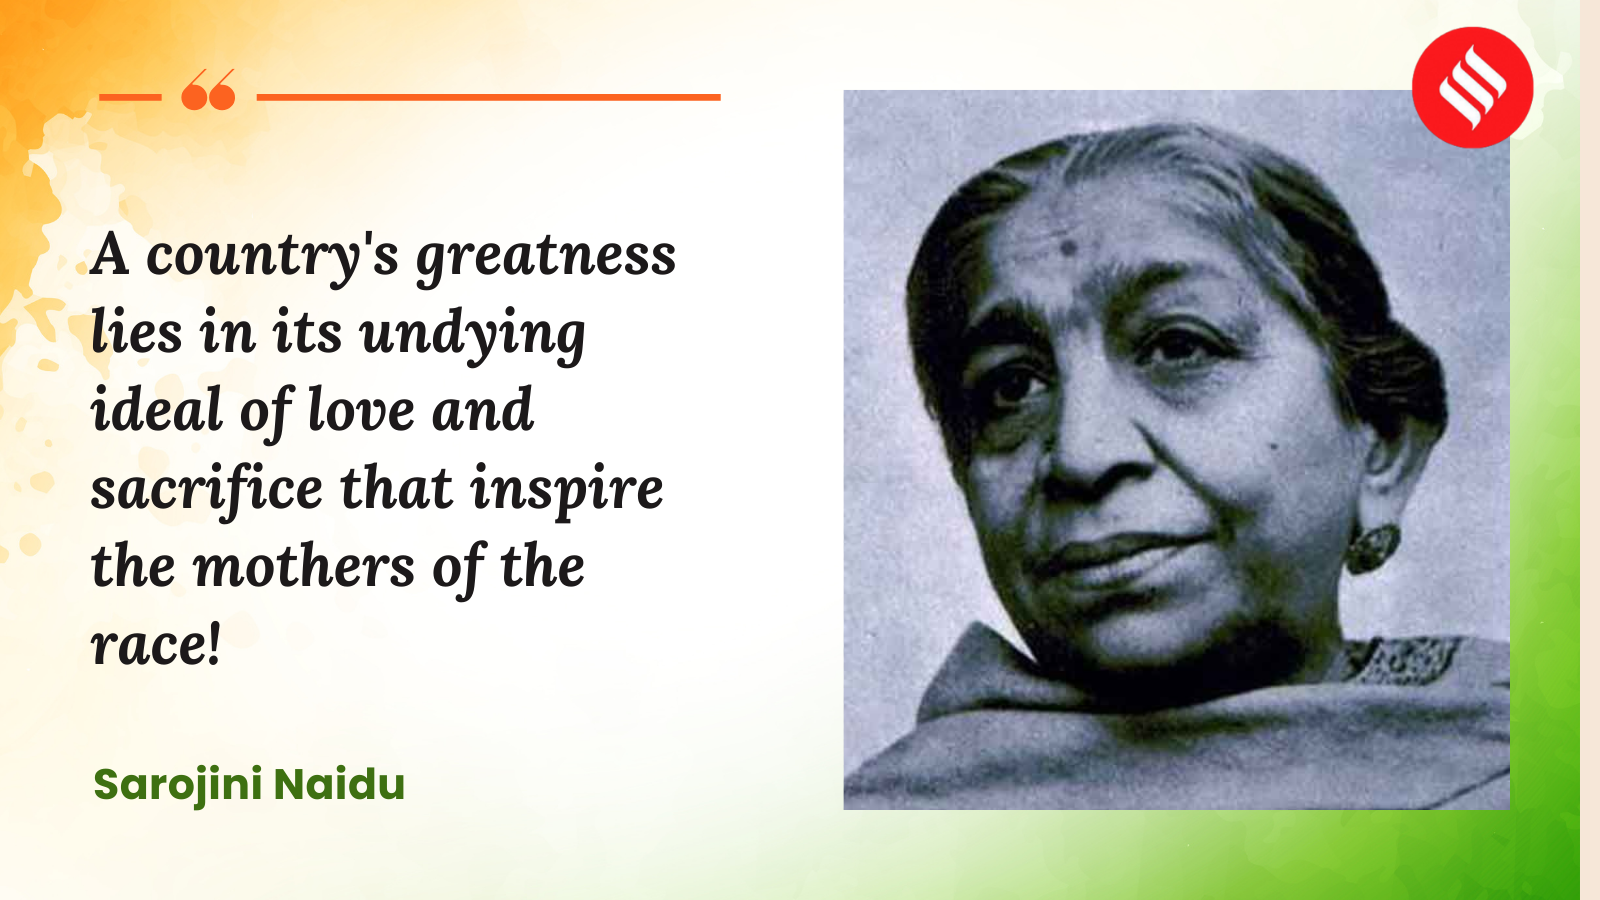 A country's greatness
lies in its undying
ideal of love and
sacrifice that inspire
the mothers of the
race!
Sarojini Naidu